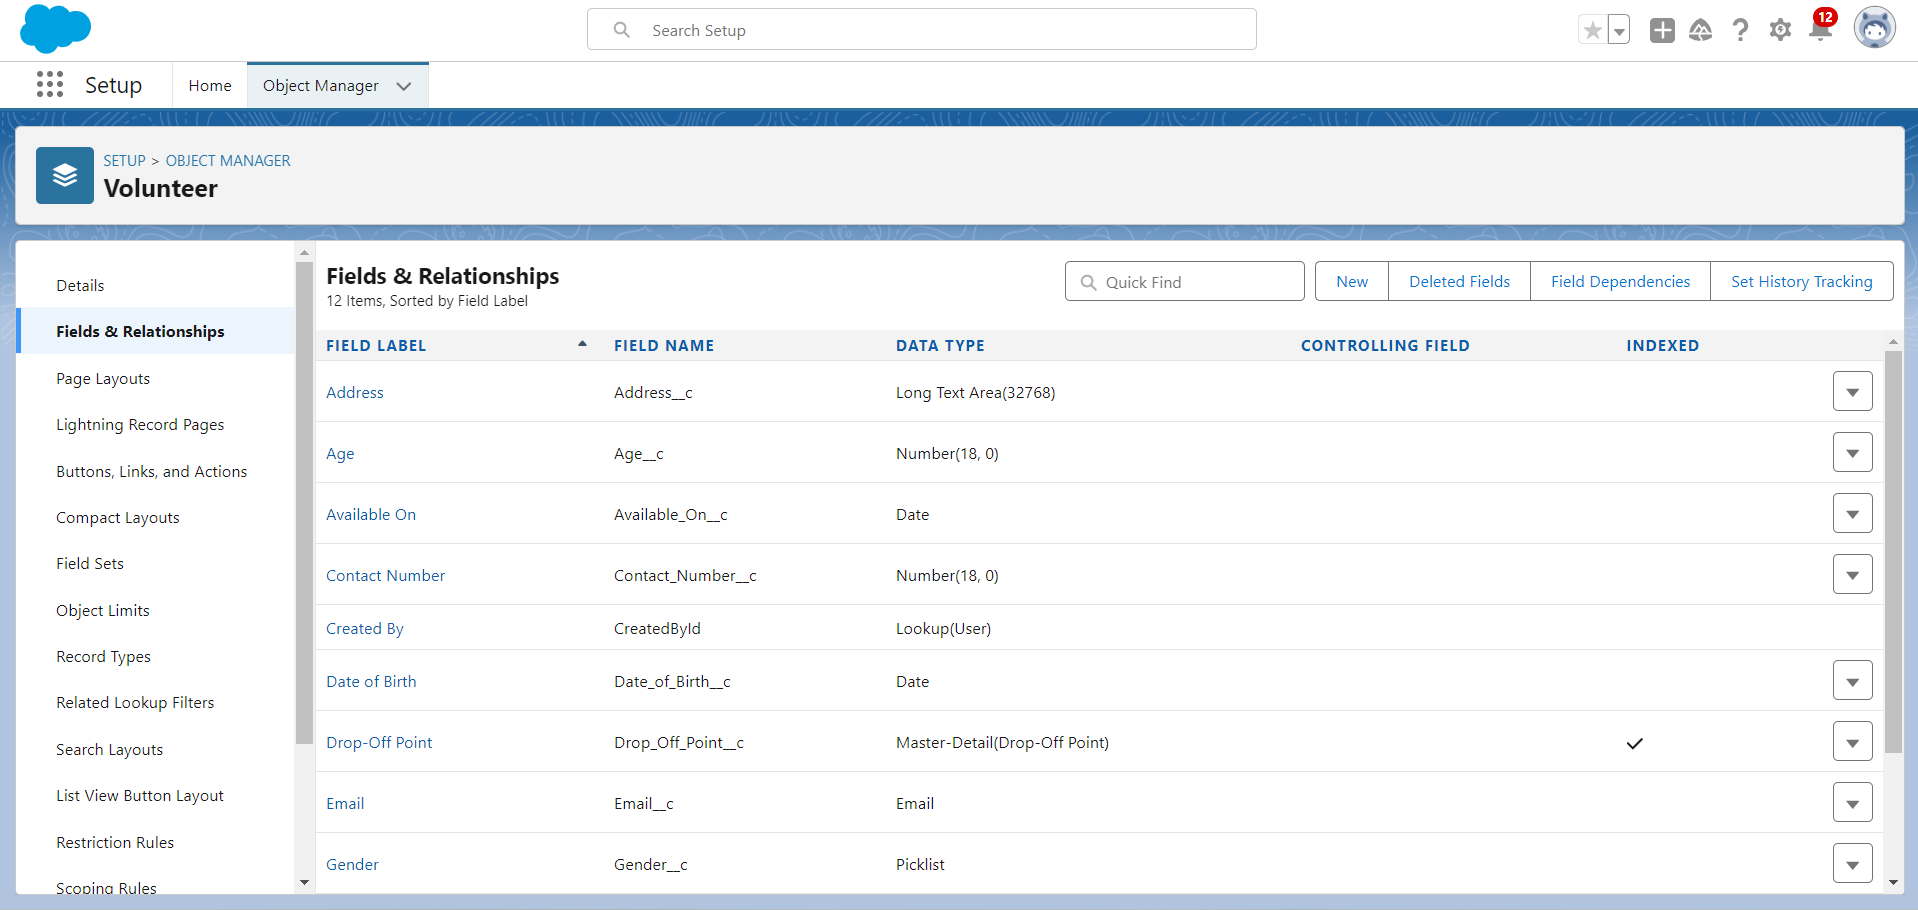 Search Setup
12
Setup
Home
Object Manager
SETUP > OBJECT MANAGER
Volunteer
Details
Fields & Relationships
Page Layouts
Lightning Record Pages
Buttons, Links, and Actions
Compact Layouts
Field Sets
Object Limits
Record Types
Related Lookup Filters
Search Layouts
List View Button Layout
Restriction Rules
Scoping Rules
Fields & Relationships
12 Items, Sorted by Field Label
Quick Find
New
Deleted Fields
Field Dependencies
Set History Tracking
FIELD LABEL FIELD NAME DATA TYPE CONTROLLING FIELD INDEXED
Address Address__c Long Text Area(32768)
Age Age__c Number(18, 0)
Available On Available_On__c Date
Contact Number Contact_Number__c Number(18, 0)
Created By CreatedById Lookup(User)
Date of Birth Date_of_Birth__c Date
Drop-Off Point Drop_Off_Point__c Master-Detail(Drop-Off Point)
Email Email__c Email
Gender Gender__c Picklist